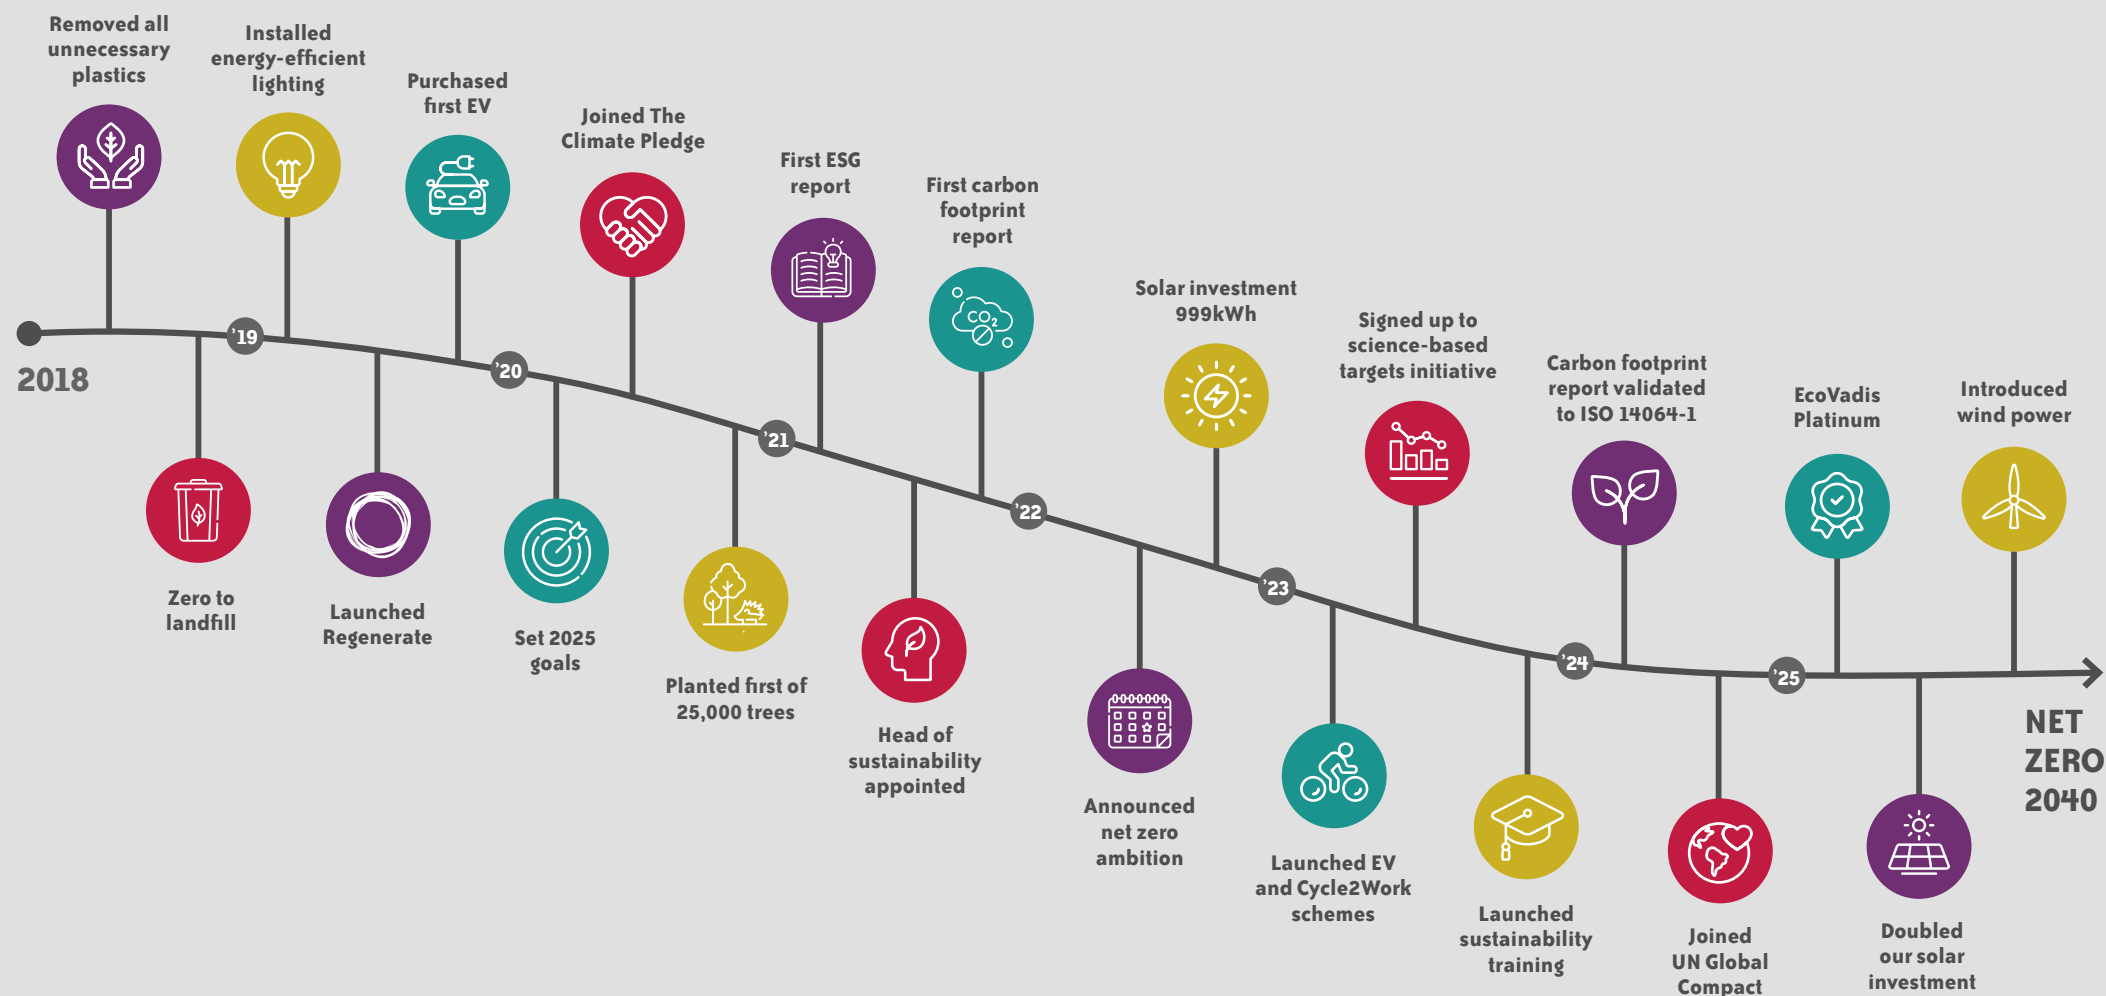 Removed all
unnecessary
plastics
2018
Zero to
landfill
'19
Installed
energy-efficient
lighting
Launched
Regenerate
Purchased
first EV
'20
Set 2025
goals
Joined The
Climate Pledge
Planted first of
25,000 trees
'21
First ESG
report
Head of
sustainability
appointed
First carbon
footprint
report
CO2
'22
Announced
net zero
ambition
Solar investment
999kWh
'23
Launched EV
and Cycle2Work
schemes
Signed up to
science-based
targets initiative
Launched
sustainability
training
'24
Carbon footprint
report validated
to ISO 14064-1
Joined
UN Global
Compact
'25
EcoVadis
Platinum
Doubled
our solar
investment
Introduced
wind power
NET
ZERO
2040